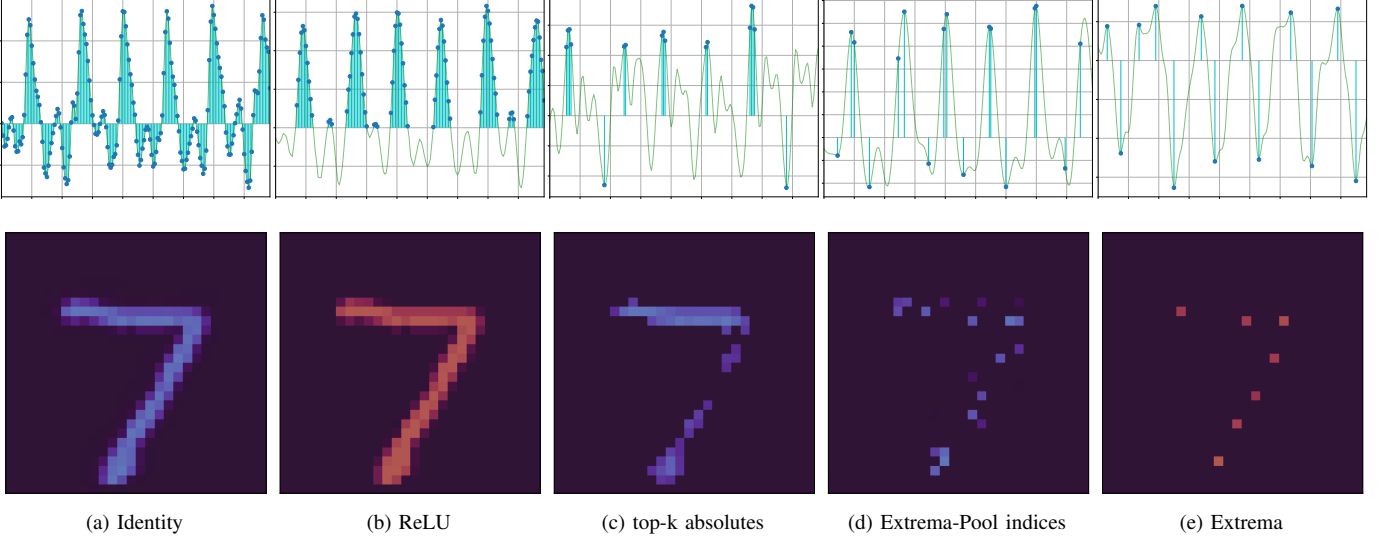 (a) Identity
(b) ReLU
(c) top-k absolutes
(d) Extrema-Pool indices
(e) Extrema